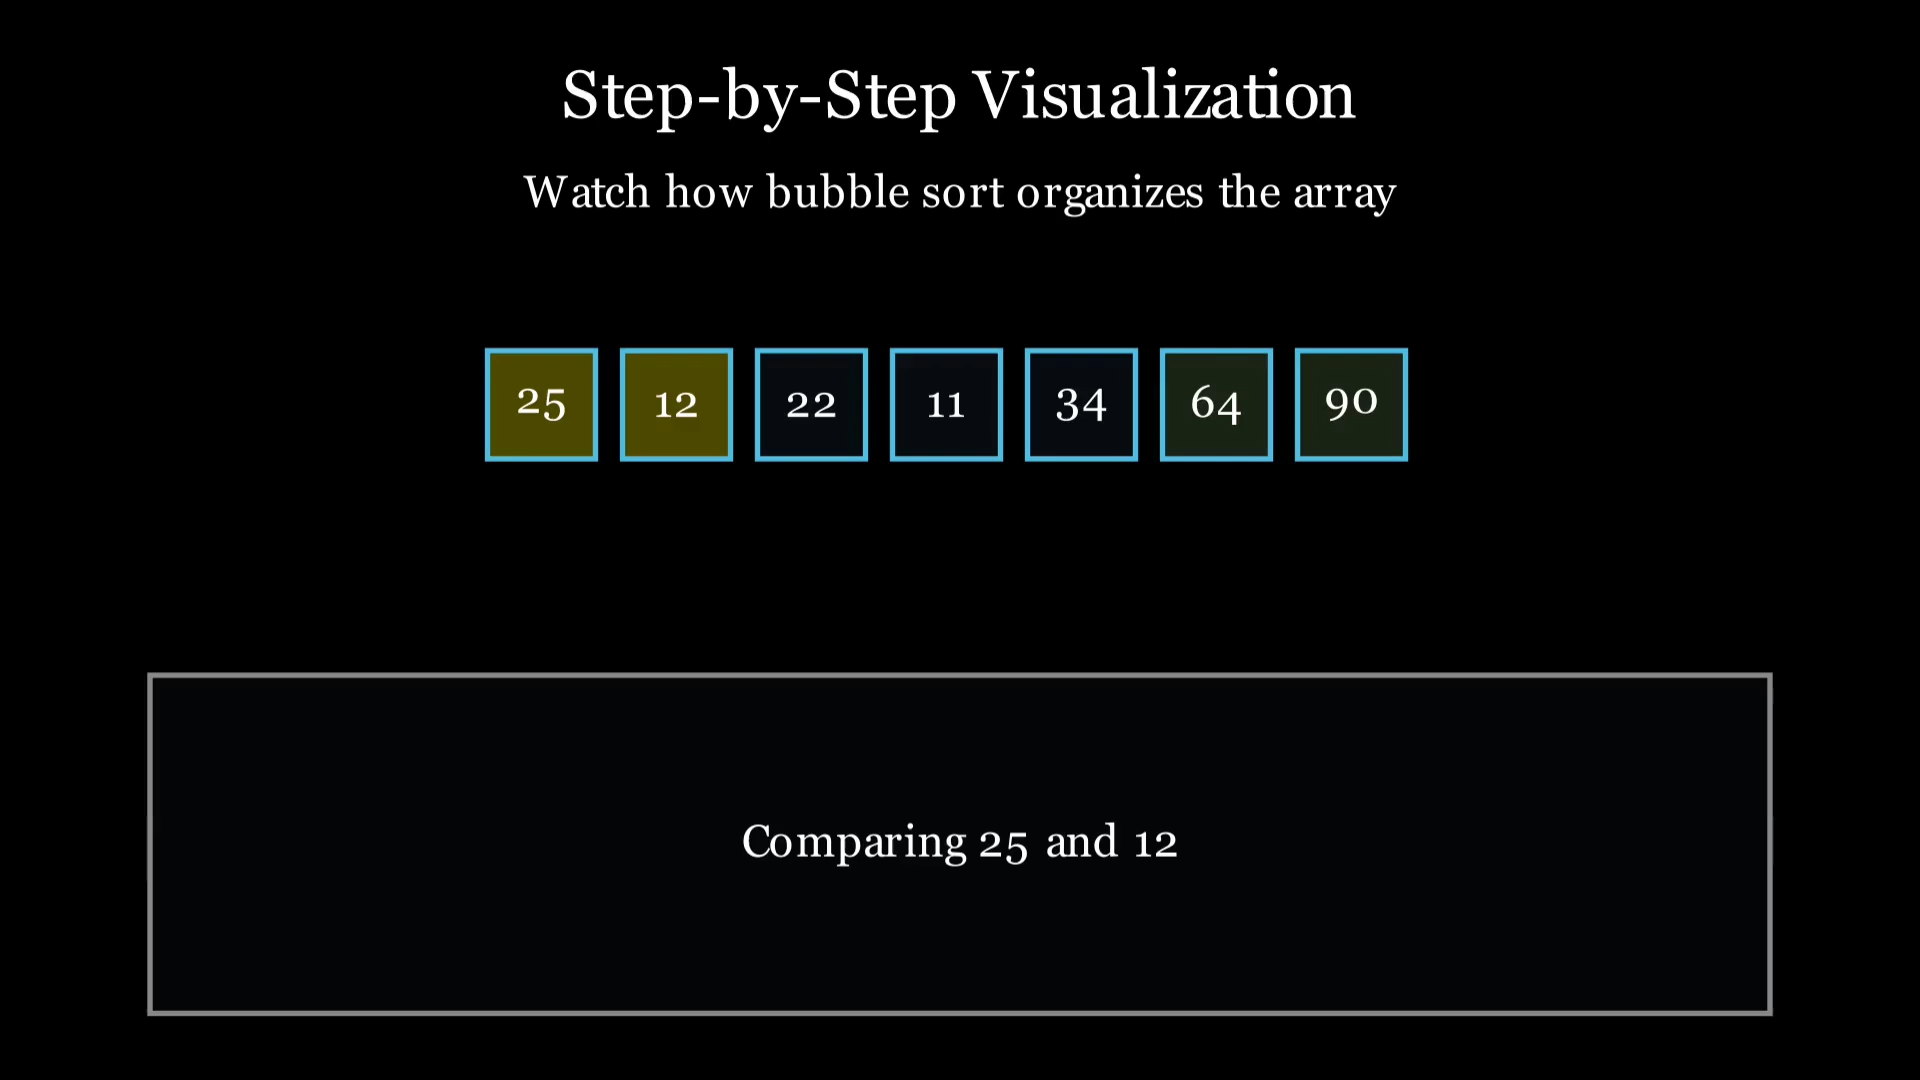 Step-by-Step Visualization
Watch how bubble sort organizes the array
25 12 22 11 34 64 90
Comparing 25 and 12